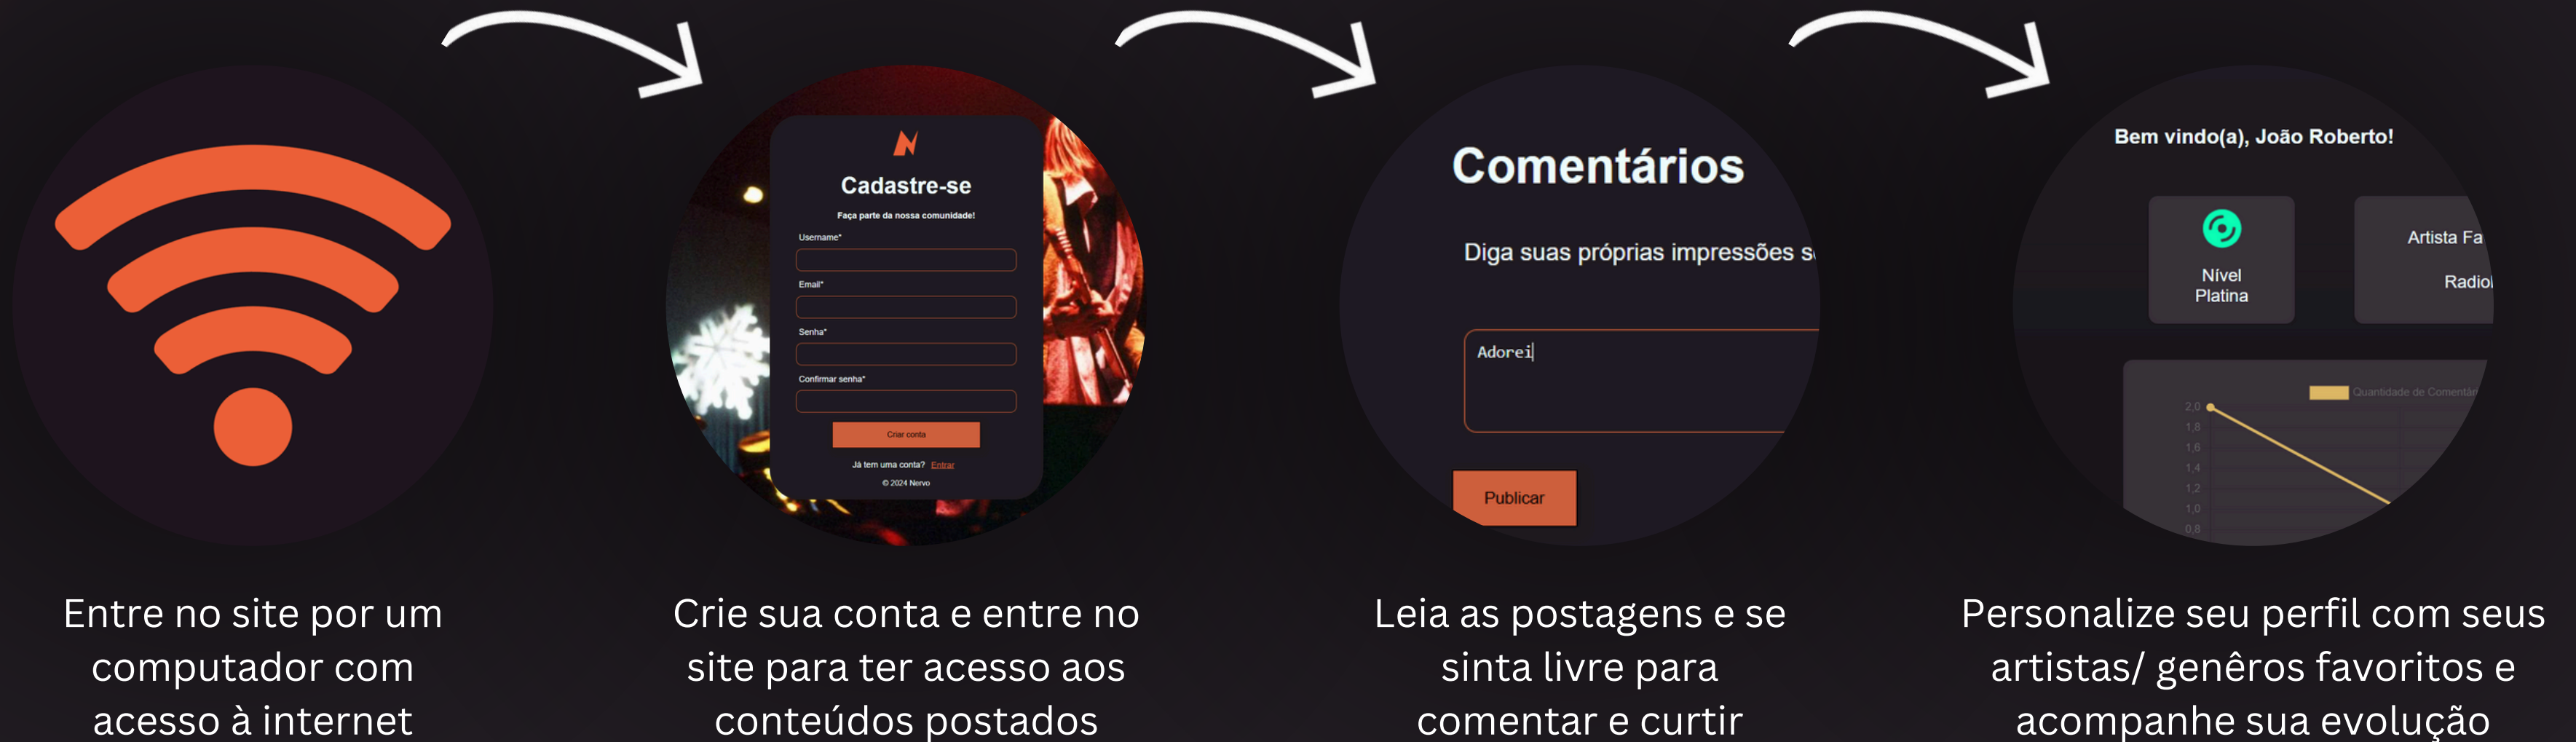 Cadastre-se
Faça parte da nossa comunidade!
Username*
Email*
Senha*
Confirmar senha*
Criar conta
Já tem uma conta? Entrar
© 2024 Nervo
Comentários
Diga suas próprias impressões
Adorei
Publicar
Bem vindo(a), João Roberto!
Nível
Platina
Artista
Quantidade de
2,0
1,8
1,6
1,4
1,2
1,0
0,8
Entre no site por um
computador com
acesso à internet
Crie sua conta e entre no
site para ter acesso aos
conteúdos postados
Leia as postagens e se
sinta livre para
comentar e curtir
Personalize seu perfil com seus
artistas/ genêros favoritos e
acompanhe sua evolução